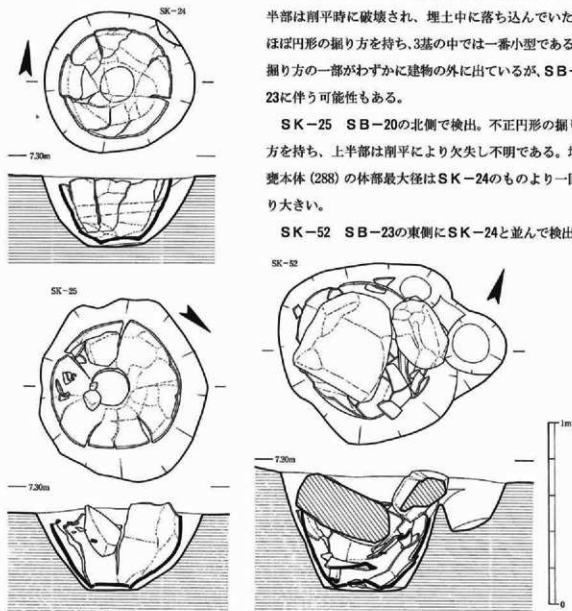 SK-24
半部は削平時に破壊され、埋土中に落ち込んでいた
ほぼ円形の掘り方を持ち、3基の中では一番小型である
掘り方の一部がわずかに建物の外に出ているが、SB-
23に伴う可能性もある。
SK-25 SB-20の北側で検出。不正円形の掘り
方を持ち、上半部は削平により欠失し不明である。
甕本体(288)の体部最大径はSK-24のものより一回
り大きい。
SK-52 SB-23の東側にSK-24と並んで検出
7.30m
SK-25
SK-52
7.30m
7.30m
1m
0